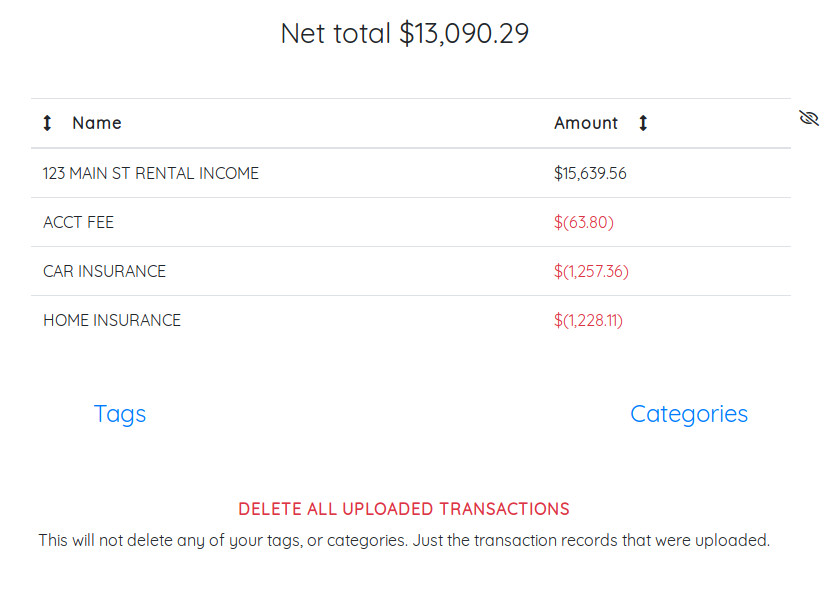 Net total $13,090.29
Name Amount
123 MAIN ST RENTAL INCOME $15,639.56
ACCT FEE $(63.80)
CAR INSURANCE $(1,257.36)
HOME INSURANCE $(1,228.11)
Tags Categories
DELETE ALL UPLOADED TRANSACTIONS
This will not delete any of your tags, or categories. Just the transaction records that were uploaded.